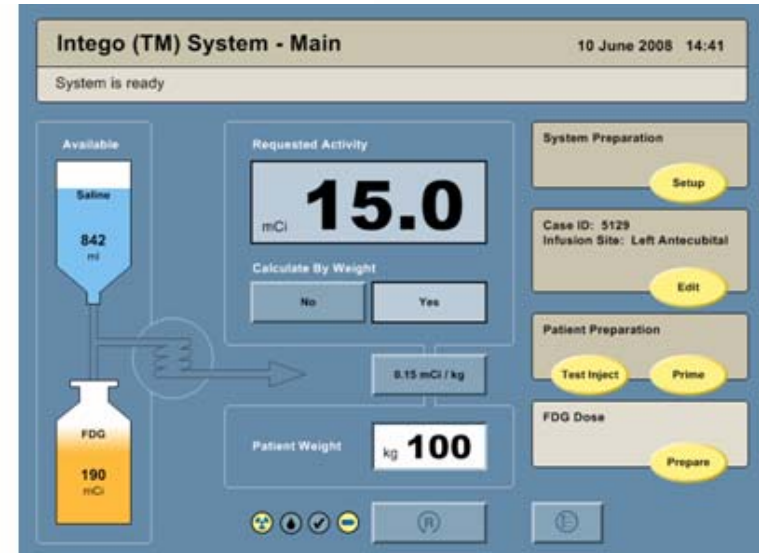 Intego (TM) System - Main
10 June 2008 14:41
System is ready
Available
Saline
842
ml
FDG
190
mCi
Requested Activity
mCi 15.0
Calculate By Weight
No Yes
0.15 mCi / kg
Patient Weight
kg 100
R
System Preparation
Setup
Case ID: 5129
Infusion Site: Left Antecubital
Edit
Patient Preparation
Test Inject Prime
FDG Dose
Prepare